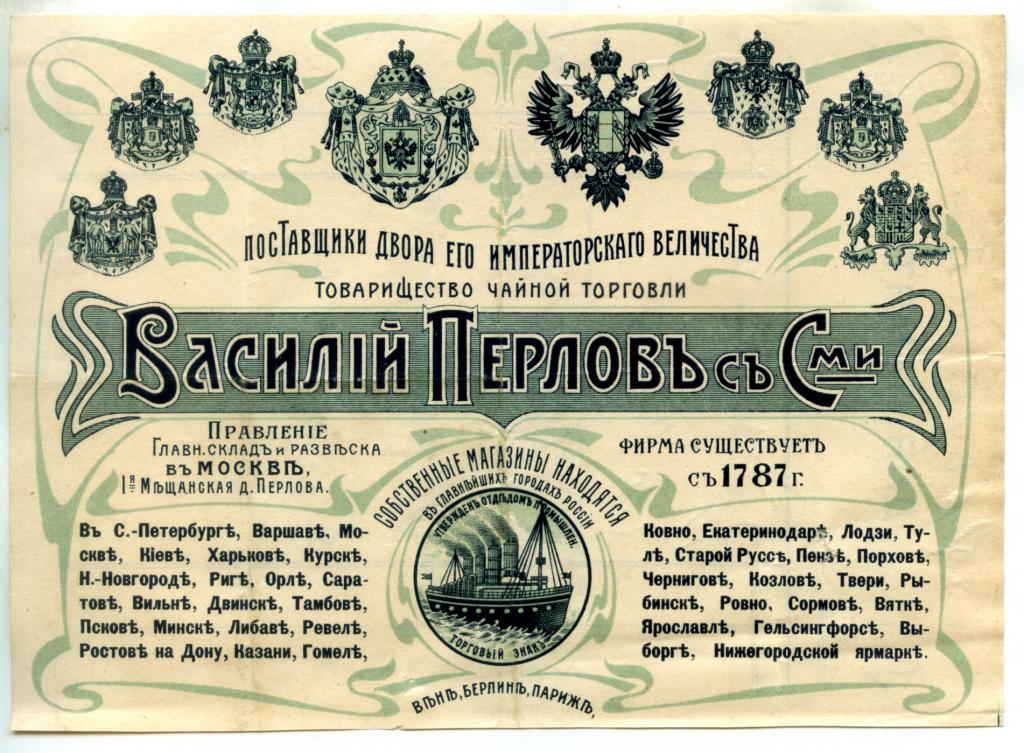 ПОСТАВЩИКИ ДВОРА ЕГО ИМПЕРАТОРСКАГО ВЕЛИЧЕСТВА
ТОВАРИЩЕСТВО ЧАЙНОЙ ТОРГОВЛИ
ВАСИЛІЙ ПЕРЛОВЪ СЪ СМИ
ПРАВЛЕНІЕ
ГЛАВН. СКЛАДЪ И РАЗВѢСКА
ВЪ МОСКВѢ,
1Я МѢЩАНСКАЯ Д. ПЕРЛОВА.
ФИРМА СУЩЕСТВУЕТЪ
СЪ 1787 Г.
СОБСТВЕННЫЕ МАГАЗИНЫ НАХОДЯТСЯ
ВЪ ГЛАВНѢЙШИХЪ ГОРОДАХЪ РОССІИ
УТВЕРЖДЕН. ОТДѢЛОМЪ ПРОМЫШЛЕН.
ТОРГОВЫЙ ЗНАКЪ
Въ С.-Петербургѣ, Варшавѣ, Мо-
сквѣ, Кіевѣ, Харьковѣ, Курскѣ,
Н.-Новгородѣ, Ригѣ, Орлѣ, Сара-
товѣ, Вильнѣ, Двинскѣ, Тамбовѣ,
Псковѣ, Минскѣ, Либавѣ, Ревелѣ,
Ростовѣ на Дону, Казани, Гомелѣ,
Ковно, Екатеринодарѣ, Лодзи, Ту-
лѣ, Старой Руссѣ, Пензѣ, Порховѣ,
Черниговѣ, Козловѣ, Твери, Ры-
бинскѣ, Ровно, Сормовѣ, Вяткѣ,
Ярославлѣ, Гельсингфорсѣ, Вы-
боргѣ, Нижегородской ярмаркѣ.
ВѢНѢ, БЕРЛИНѢ, ПАРИЖѢ,